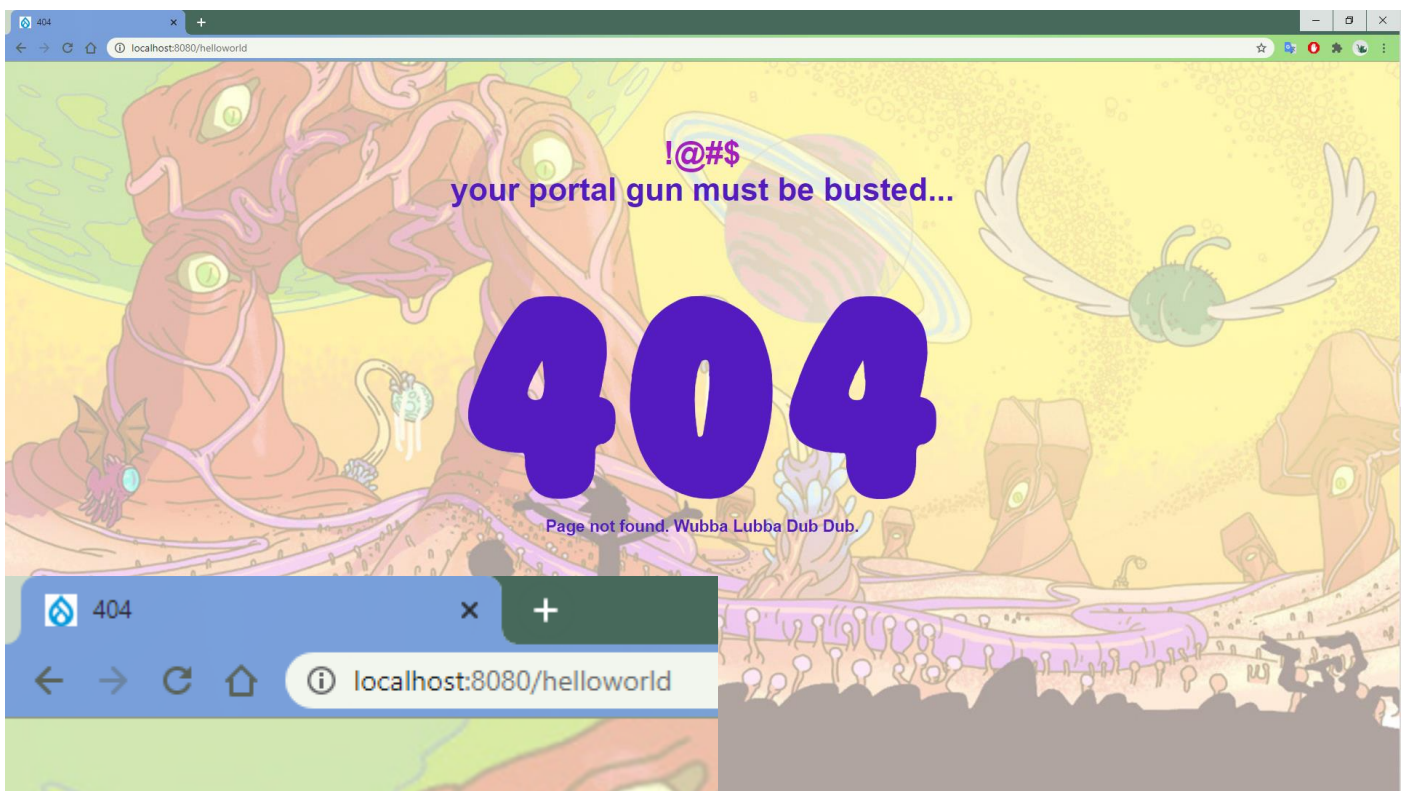 404
localhost:8080/helloworld
!@#$
your portal gun must be busted...
404
Page not found. Wubba Lubba Dub Dub.
404
localhost:8080/helloworld